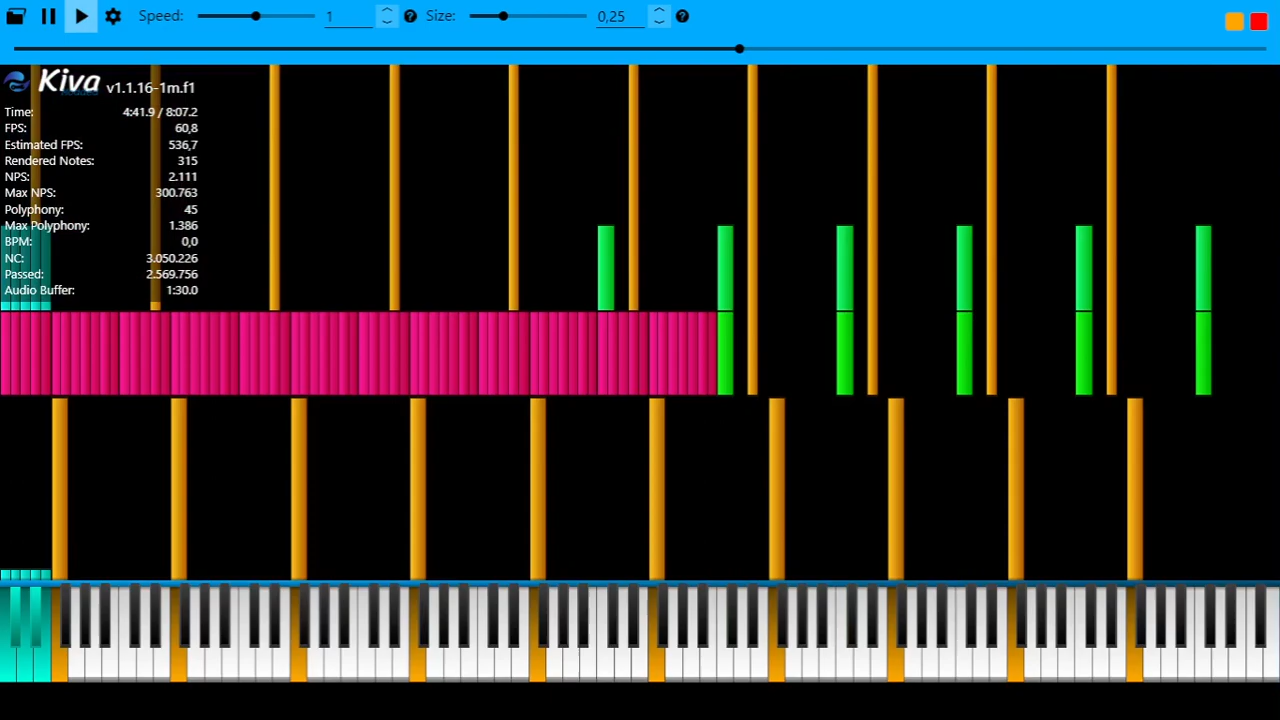 Speed: 1 Size: 0,25
Kiva v1.1.16-1m.f1
Time: 4:41.9 / 8:07.2
FPS: 60,8
Estimated FPS: 536,7
Rendered Notes: 315
NPS: 2.111
Max NPS: 300.763
Polyphony: 45
Max Polyphony: 1.386
BPM: 0,0
NC: 3.050.226
Passed: 2.569.756
Audio Buffer: 1:30.0